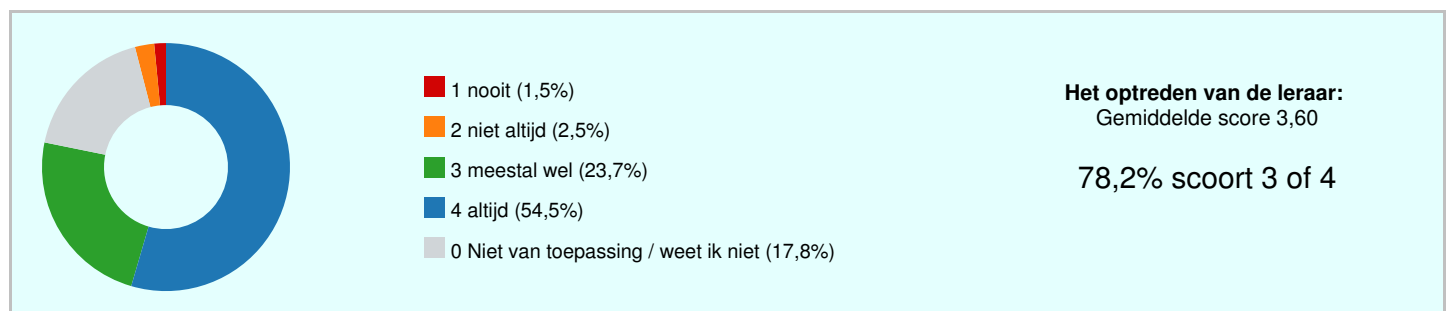 1 nooit (1,5%)
2 niet altijd (2,5%)
3 meestal wel (23,7%)
4 altijd (54,5%)
0 Niet van toepassing / weet ik niet (17,8%)
Het optreden van de leraar:
Gemiddelde score 3,60
78,2% scoort 3 of 4